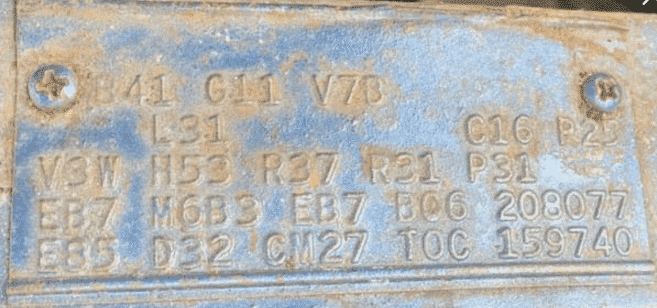 B41 G11 V7B
L31 C16 P25
V3W H53 R37 R31 P31
EB7 M6B3 EB7 B06 208077
E85 D32 CM27 TOC 159740